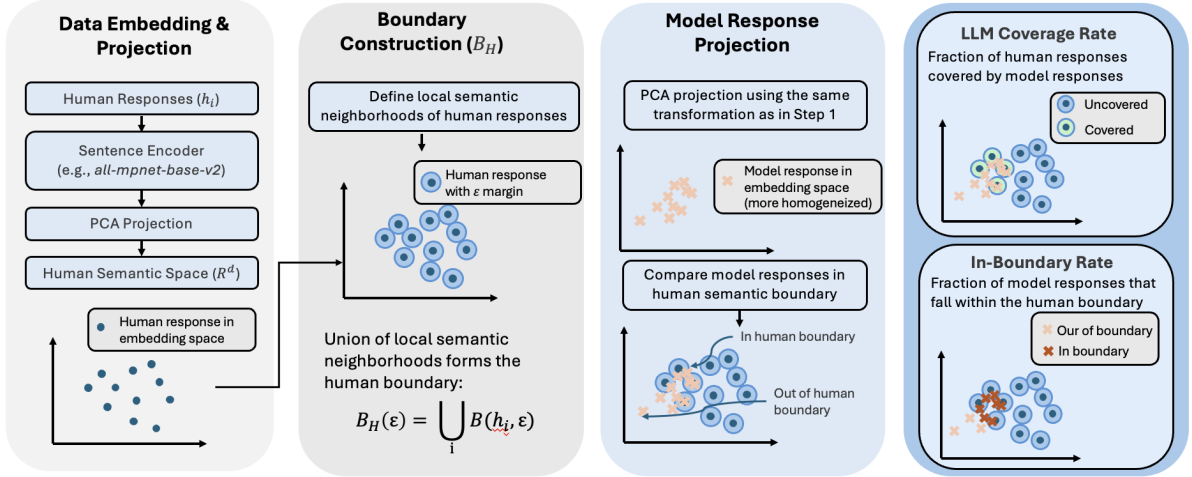 Data Embedding &
Projection
Human Responses (hᵢ)
Sentence Encoder
(e.g., all-mpnet-base-v2)
PCA Projection
Human Semantic Space (Rᵈ)
Human response in
embedding space
Boundary
Construction (B_H)
Define local semantic
neighborhoods of human responses
Human response
with ε margin
Union of local semantic
neighborhoods forms the
human boundary:
B_H(ε) = ⋃ B(hᵢ, ε)
i
Model Response
Projection
PCA projection using the same
transformation as in Step 1
Model response in
embedding space
(more homogeneized)
Compare model responses in
human semantic boundary
In human boundary
Out of human
boundary
LLM Coverage Rate
Fraction of human responses
covered by model responses
Uncovered
Covered
In-Boundary Rate
Fraction of model responses that
fall within the human boundary
Our of boundary
In boundary